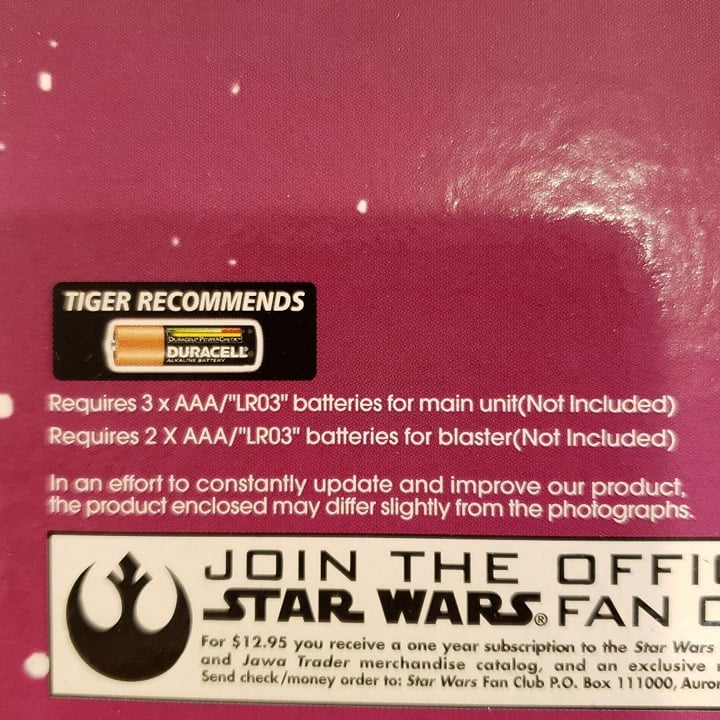 TIGER RECOMMENDS
DURACELL POWERCHECK™
DURACELL®
ALKALINE BATTERY
Requires 3 x AAA/"LR03" batteries for main unit(Not Included)
Requires 2 X AAA/"LR03" batteries for blaster(Not Included)
In an effort to constantly update and improve our product,
the product enclosed may differ slightly from the photographs.
JOIN THE OFFI
STAR WARS® FAN C
For $12.95 you receive a one year subscription to the Star Wars
and Jawa Trader merchandise catalog, and an exclusive
Send check/money order to: Star Wars Fan Club P.O. Box 111000, Auror